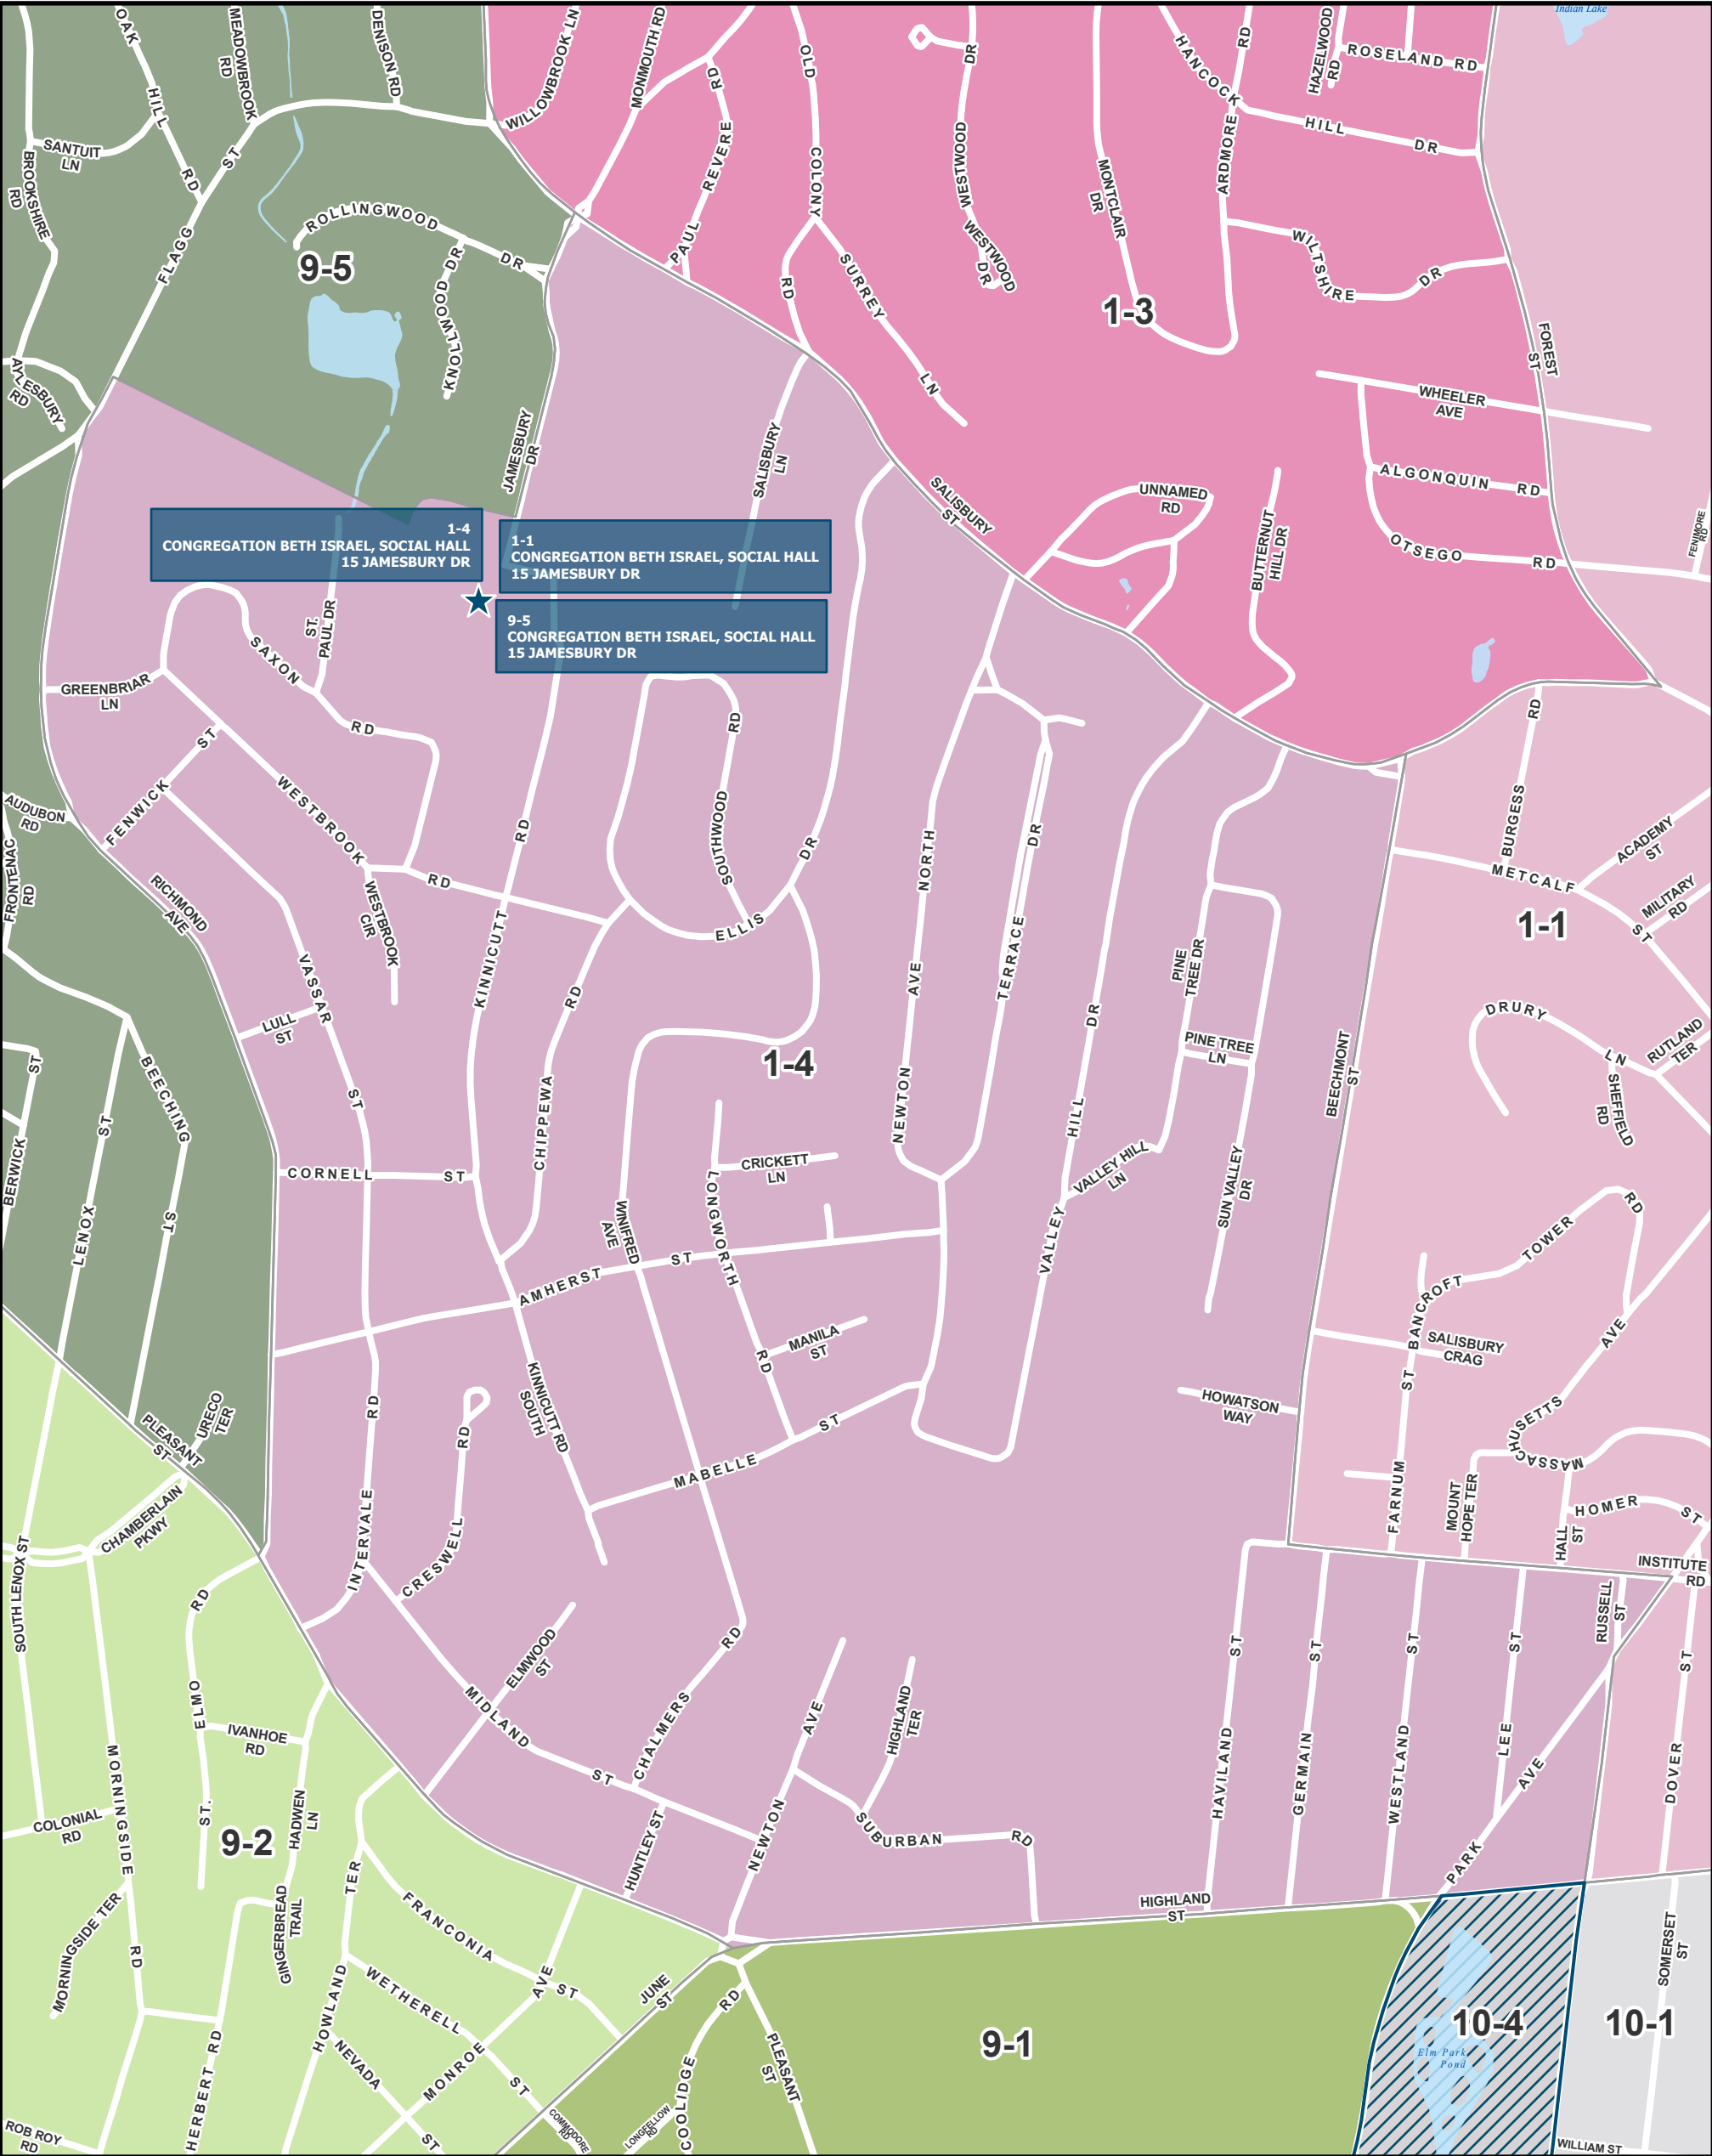 OAK
HILL
RD
MEADOWBROOK
RD
DENISON RD
WILLOWBROOK LN
MONMOUTH RD
RD
PAUL REVERE
OLD
COLONY
RD
WESTWOOD
DR
WESTWOOD
DR
MONTCLAIR
DR
HANCOCK
HILL
DR
ARDMORE
RD
HAZELWOOD
RD
ROSELAND RD
Indian Lake
SANTUIT
LN
BROOKSHIRE
RD
FLAGG
ST
ROLLINGWOOD
DR
9-5
KNOLLWOOD DR
SURREY
LN
1-3
WILTSHIRE
DR
FOREST
ST
AYLESBURY
RD
JAMESBURY
DR
SALISBURY
LN
SALISBURY
ST
WHEELER
AVE
ALGONQUIN RD
OTSEGO RD
UNNAMED
RD
BUTTERNUT
HILL DR
FENIMORE
RD
1-4
CONGREGATION BETH ISRAEL, SOCIAL HALL
15 JAMESBURY DR
1-1
CONGREGATION BETH ISRAEL, SOCIAL HALL
15 JAMESBURY DR
9-5
CONGREGATION BETH ISRAEL, SOCIAL HALL
15 JAMESBURY DR
ST.
PAUL DR
SAXON
RD
GREENBRIAR
LN
FENWICK
ST
WESTBROOK
RD
WESTBROOK
CIR
AUDUBON
RD
FRONTENAC
RD
RICHMOND
AVE
VASSAR
ST
LULL
ST
KINICUTT
RD
SOUTHWOOD
RD
ELLIS
DR
CHIPPEWA
RD
1-4
NEWTON
AVE
NORTH
TERRACE
DR
VALLEY
HILL
DR
PINE
TREE DR
PINE TREE
LN
VALLEY HILL
LN
SUN VALLEY
DR
BEECHMONT
ST
BURGESS
RD
METCALF
ST
ACADEMY
ST
MILITARY
RD
1-1
DRURY
LN
RUTLAND
TER
SHEFFIELD
RD
ST
BERWICK
LENOX
ST
BEECHING
ST
CORNELL
ST
CRICKETT
LN
LONGWORTH
RD
WINIFRED
AVE
AMHERST
ST
MANILA
ST
KINNICUTT RD
SOUTH
MABELLE
ST
HOWATSON
WAY
BANCROFT
TOWER
RD
SALISBURY
CRAG
FARNUM
ST
MASSACHUSETTS
AVE
MOUNT
HOPE TER
HALL
ST
HOMER
ST
INSTITUTE
RD
RUSSELL
ST
URECO
TER
PLEASANT
ST
CHAMBERLAIN
PKWY
SOUTH LENOX ST
INTERVALE
RD
CRESWELL
RD
ELMWOOD
ST
MIDLAND
ST
CHALMERS
RD
NEWTON
AVE
HIGHLAND
TER
SUBURBAN
RD
HUNTLEY ST
HAVILAND
ST
GERMAIN
ST
WESTLAND
ST
LEE
ST
PARK
AVE
DOVER
ST
HIGHLAND
ST
ST.
ELMO
RD
IVANHOE
RD
HADWEN
LN
COLONIAL
RD
MORNINGSIDE
RD
9-2
MORNINGSIDE TER
GINGERBREAD
TRAIL
HOWLAND
TER
FRANCONIA
ST
WETHERELL
ST
MONROE
AVE
NEVADA
ST
HERBERT RD
ROB ROY
RD
JUNE
ST
COOLIDGE
RD
PLEASANT
ST
COMMODORE
RD
LONGFELLOW
RD
9-1
10-4
Elm Park
Pond
10-1
SOMERSET
ST
WILLIAM ST